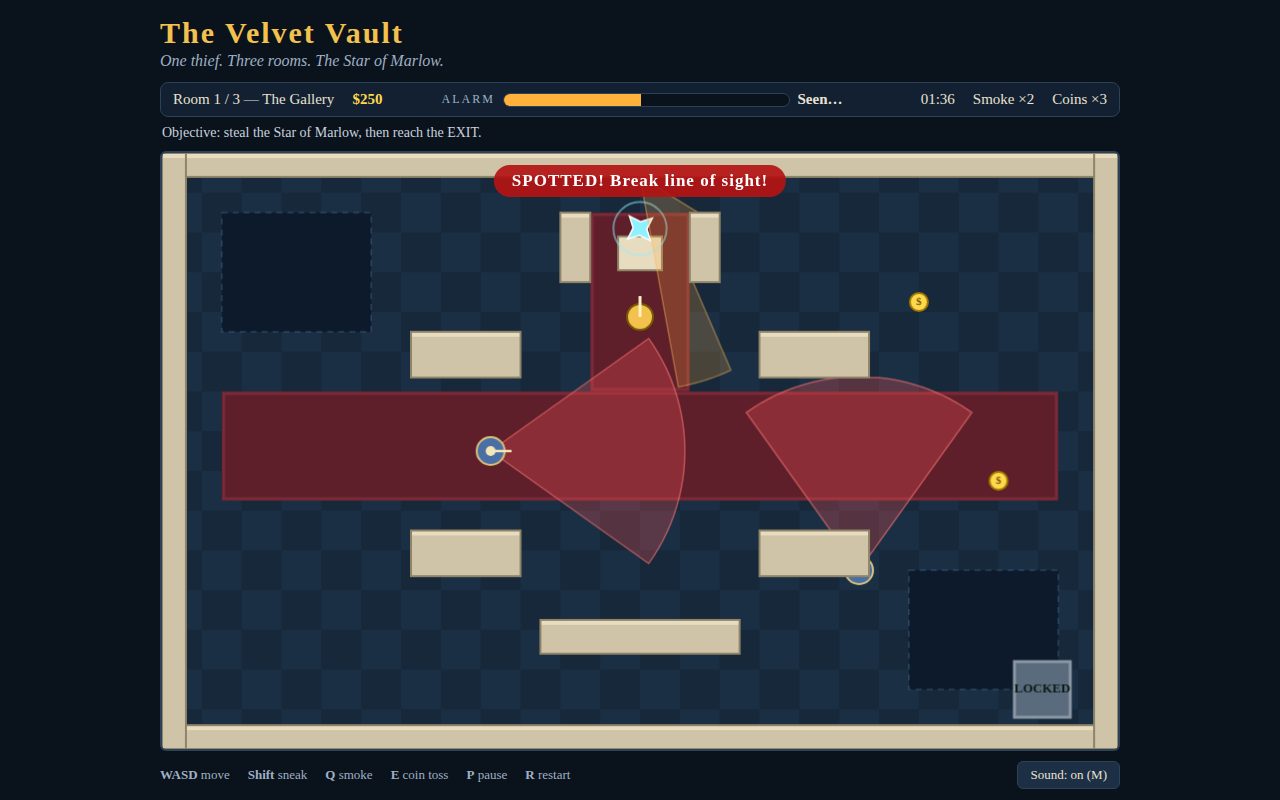 The Velvet Vault
One thief. Three rooms. The Star of Marlow.
Room 1 / 3 — The Gallery $250 ALARM Seen… 01:36 Smoke ×2 Coins ×3
Objective: steal the Star of Marlow, then reach the EXIT.
SPOTTED! Break line of sight!
$
$
LOCKED
WASD move Shift sneak Q smoke E coin toss P pause R restart
Sound: on (M)